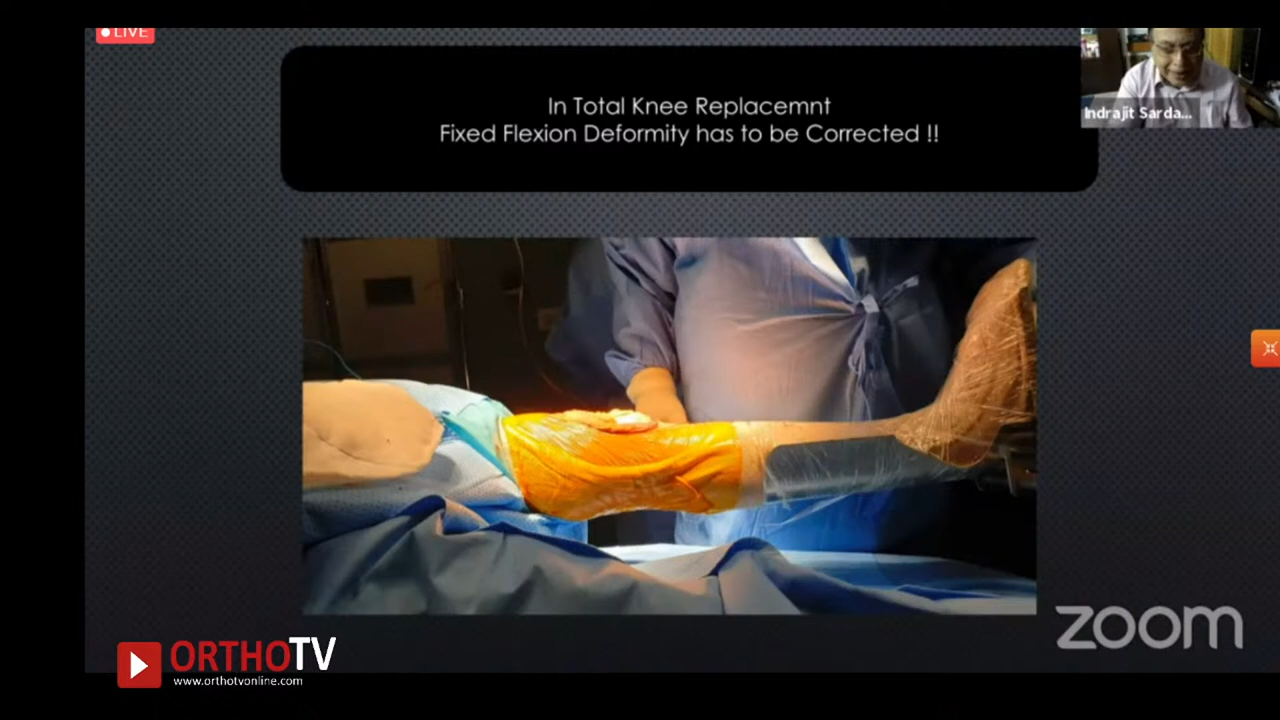 LIVE
In Total Knee Replacemnt
Fixed Flexion Deformity has to be Corrected !!
Indrajit Sarda...
zoom
ORTHOTV
www.orthotvonline.com